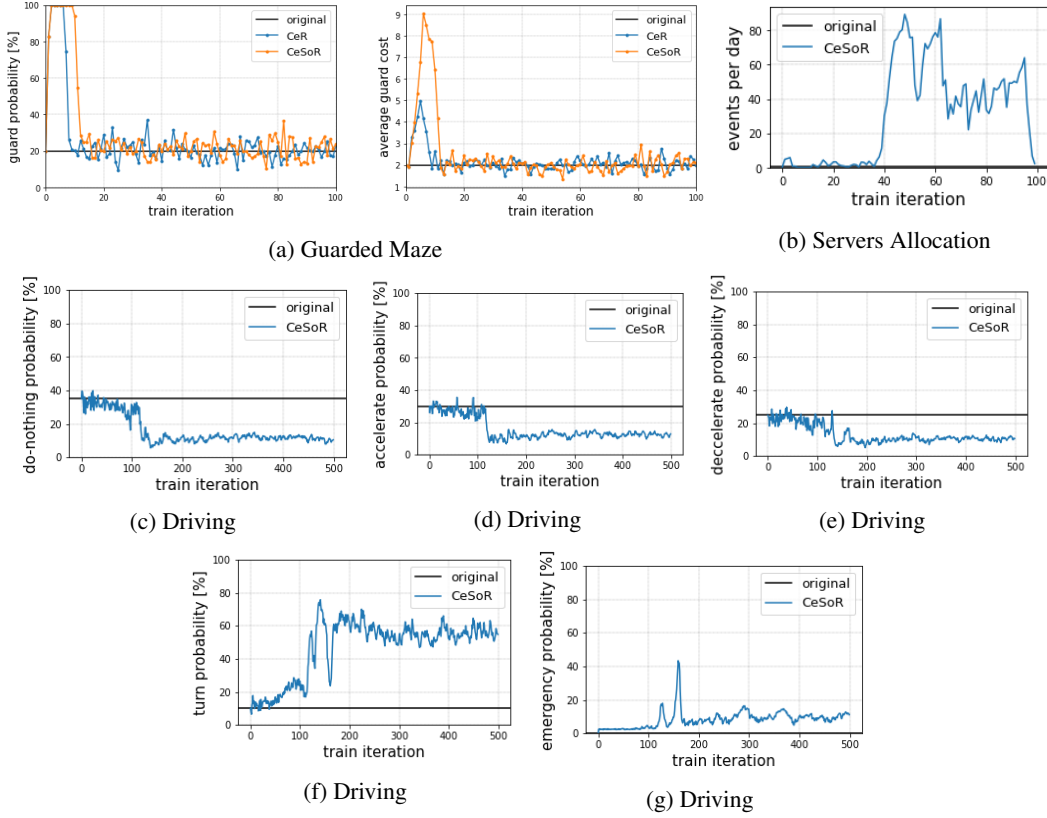 guard probability [%]
100
80
60
40
20
0
0 20 40 60 80 100
train iteration
original
CeR
CeSoR
average guard cost
9
8
7
6
5
4
3
2
1
0 20 40 60 80 100
train iteration
original
CeR
CeSoR
(a) Guarded Maze
events per day
80
60
40
20
0
0 20 40 60 80 100
train iteration
original
CeSoR
(b) Servers Allocation
do-nothing probability [%]
100
80
60
40
20
0
0 100 200 300 400 500
train iteration
original
CeSoR
(c) Driving
accelerate probability [%]
100
80
60
40
20
0
0 100 200 300 400 500
train iteration
original
CeSoR
(d) Driving
deccelerate probability [%]
100
80
60
40
20
0
0 100 200 300 400 500
train iteration
original
CeSoR
(e) Driving
turn probability [%]
100
80
60
40
20
0
0 100 200 300 400 500
train iteration
original
CeSoR
(f) Driving
emergency probability [%]
100
80
60
40
20
0
0 100 200 300 400 500
train iteration
original
CeSoR
(g) Driving